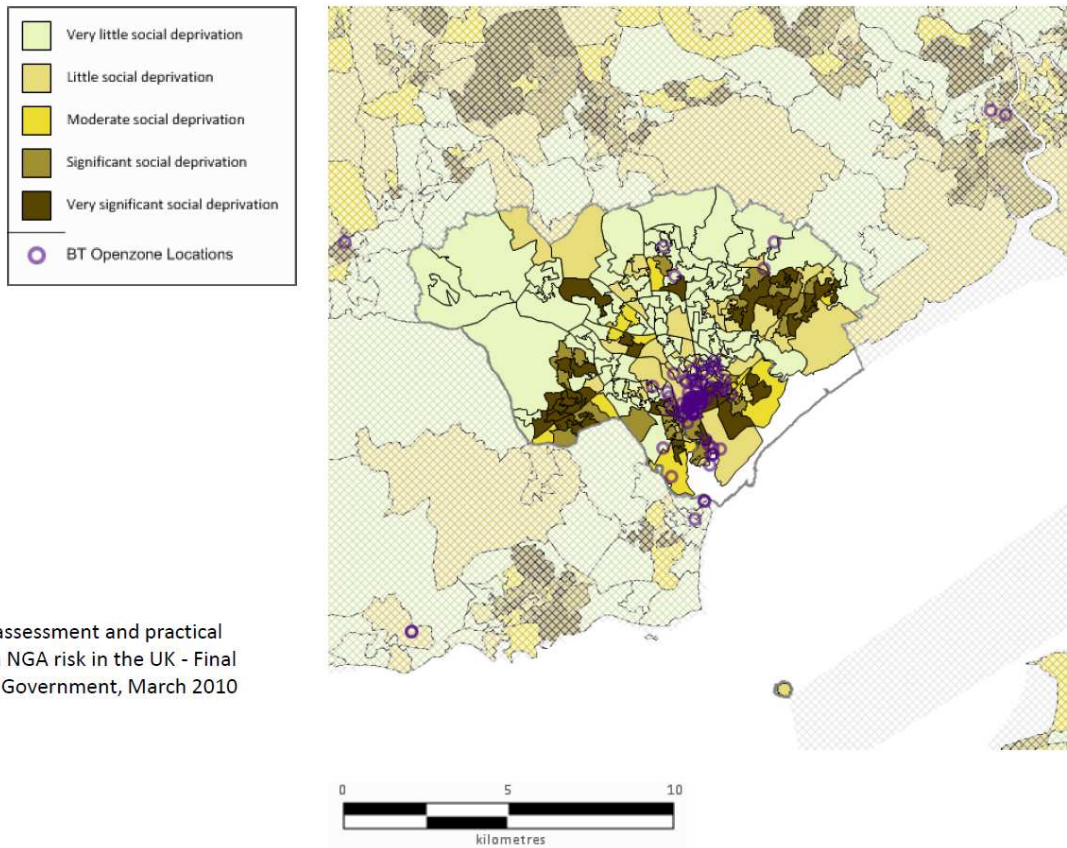 Very little social deprivation
Little social deprivation
Moderate social deprivation
Significant social deprivation
Very significant social deprivation
BT Openzone Locations
assessment and practical
NGA risk in the UK - Final
Government, March 2010
0 5 10
kilometres